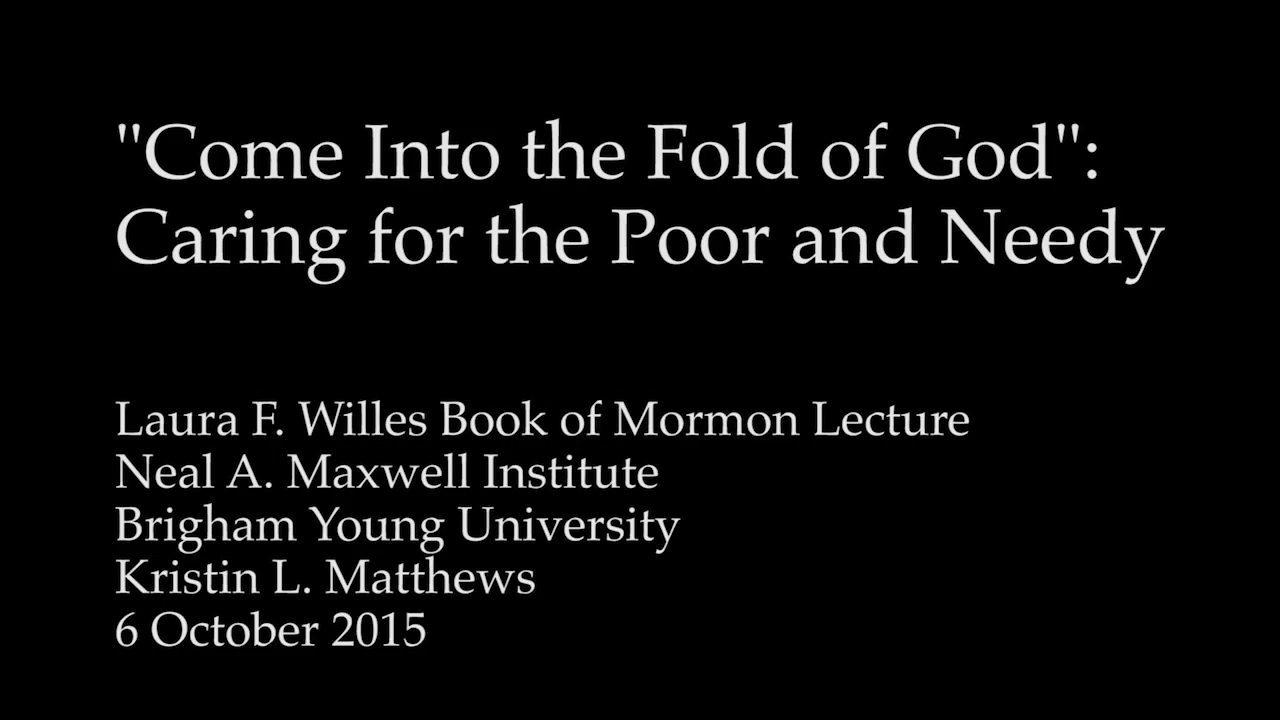 "Come Into the Fold of God":
Caring for the Poor and Needy
Laura F. Willes Book of Mormon Lecture
Neal A. Maxwell Institute
Brigham Young University
Kristin L. Matthews
6 October 2015